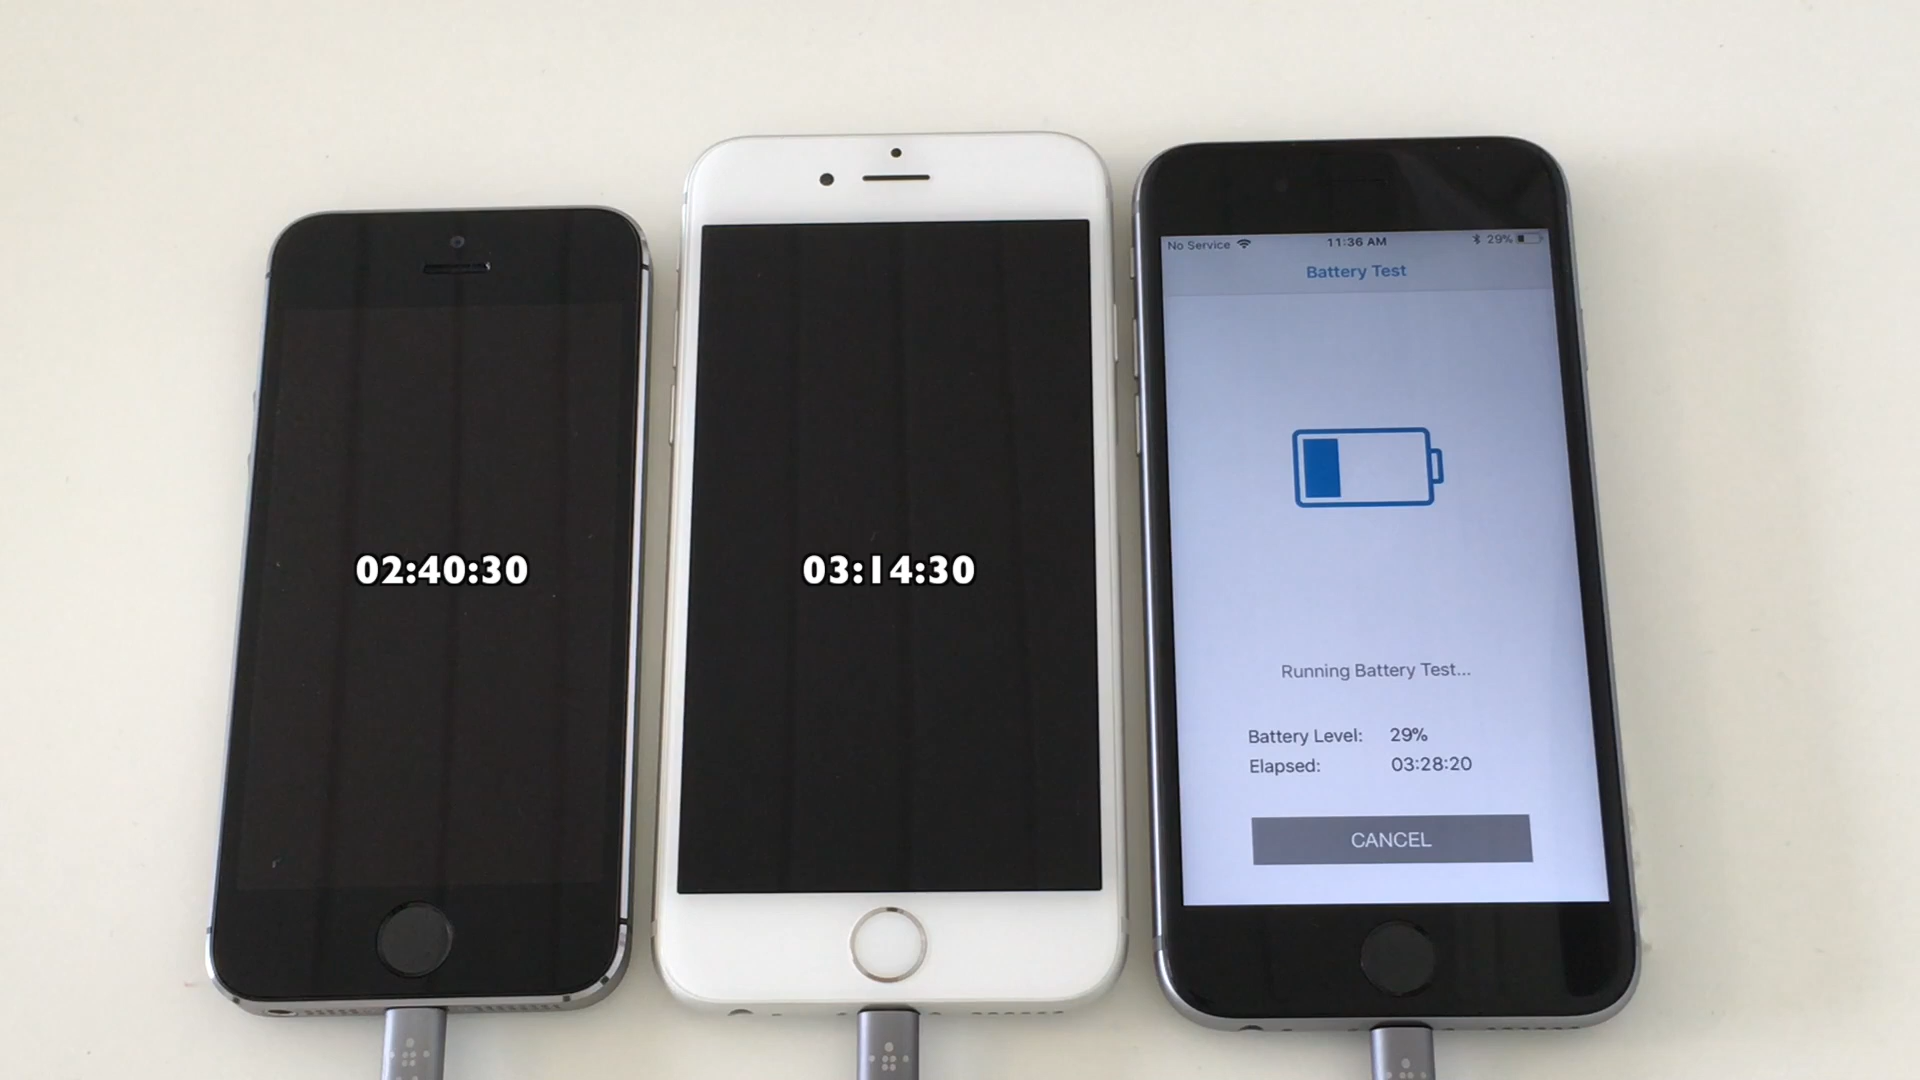 02:40:30
03:14:30
No Service 11:36 AM 29%
Battery Test
Running Battery Test...
Battery Level: 29%
Elapsed: 03:28:20
CANCEL